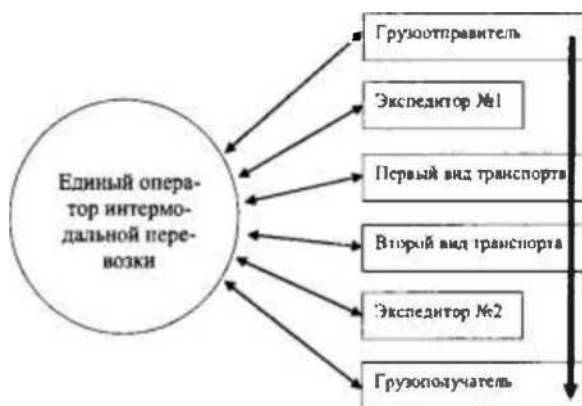 Грузоотправитель
Экспедитор №1
Единый опера-
тор интермо-
дальной пере-
возки
Первый вид транспорта
Второй вид транспорта
Экспедитор №2
Грузополучатель